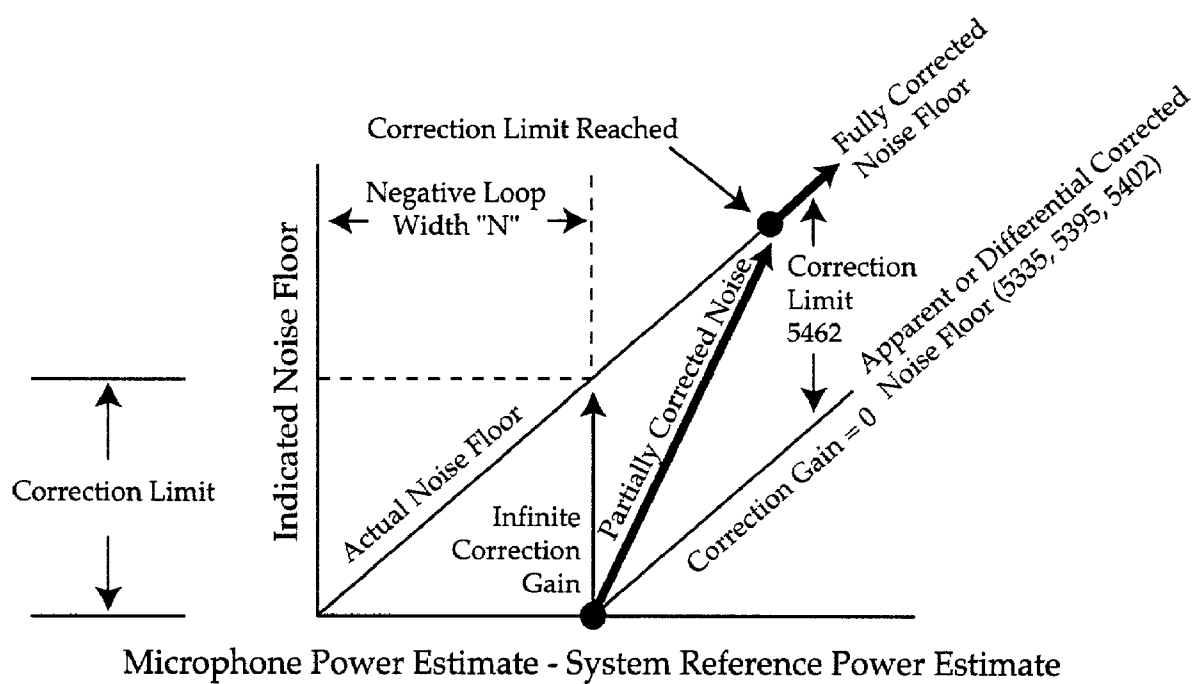 Correction Limit Reached
Fully Corrected
Noise Floor
Negative Loop
Width "N"
Indicated Noise Floor
Correction
Limit
5462
Apparent or Differential Corrected
Noise Floor (5335, 5395, 5402)
Correction Limit
Actual Noise Floor
Infinite
Correction
Gain
Partially Corrected Noise
Correction Gain = 0
Microphone Power Estimate - System Reference Power Estimate